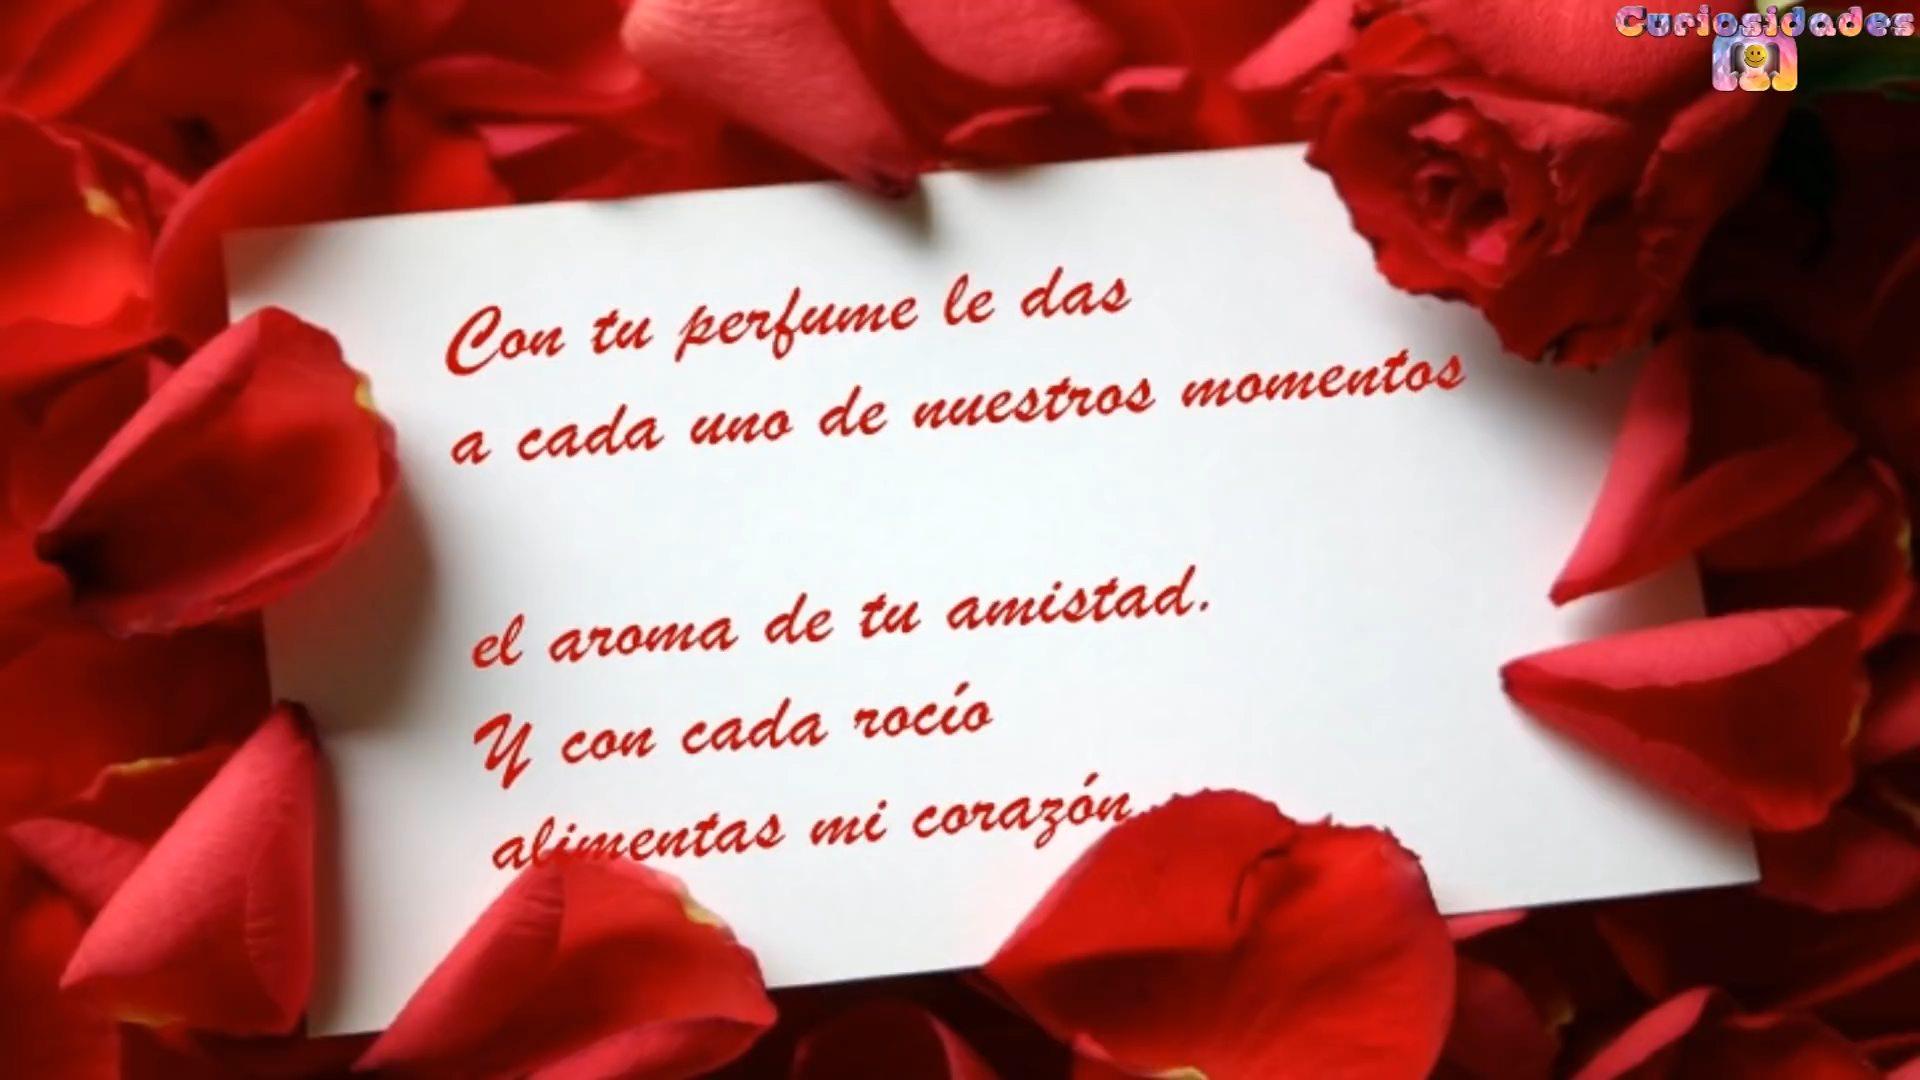 Curiosidades
Con tu perfume le das
a cada uno de nuestros momentos
el aroma de tu amistad.
Y con cada rocío
alimentas mi corazón